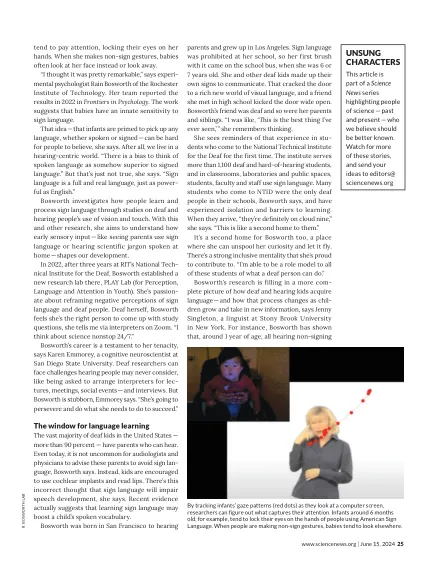 tend to pay attention, locking their eyes on her
hands. When she makes non-sign gestures, babies
often look at her face instead or look away.
"I thought it was pretty remarkable," says experi-
mental psychologist Rain Bosworth of the Rochester
Institute of Technology. Her team reported the
results in 2022 in Frontiers in Psychology. The work
suggests that babies have an innate sensitivity to
sign language.
That idea — that infants are primed to pick up any
language, whether spoken or signed — can be hard
for people to believe, she says. After all, we live in a
hearing-centric world. "There is a bias to think of
spoken language as somehow superior to signed
language." But that's just not true, she says. "Sign
language is a full and real language, just as power-
ful as English."
Bosworth investigates how people learn and
process sign language through studies on deaf and
hearing people's use of vision and touch. With this
and other research, she aims to understand how
early sensory input — like seeing parents use sign
language or hearing scientific jargon spoken at
home — shapes our development.
In 2022, after three years at RIT's National Tech-
nical Institute for the Deaf, Bosworth established a
new research lab there, PLAY Lab (for Perception,
Language and Attention in Youth). She's passion-
ate about reframing negative perceptions of sign
language and deaf people. Deaf herself, Bosworth
feels she's the right person to come up with study
questions, she tells me via interpreters on Zoom. "I
think about science nonstop 24/7."
Bosworth's career is a testament to her tenacity,
says Karen Emmorey, a cognitive neuroscientist at
San Diego State University. Deaf researchers can
face challenges hearing people may never consider,
like being asked to arrange interpreters for lec-
tures, meetings, social events — and interviews. But
Bosworth is stubborn, Emmorey says. "She's going to
persevere and do what she needs to do to succeed."
The window for language learning
The vast majority of deaf kids in the United States —
more than 90 percent — have parents who can hear.
Even today, it is not uncommon for audiologists and
physicians to advise these parents to avoid sign lan-
guage, Bosworth says. Instead, kids are encouraged
to use cochlear implants and read lips. There's this
incorrect thought that sign language will impair
speech development, she says. Recent evidence
actually suggests that learning sign language may
boost a child's spoken vocabulary.
Bosworth was born in San Francisco to hearing
parents and grew up in Los Angeles. Sign language
was prohibited at her school, so her first brush
with it came on the school bus, when she was 6 or
7 years old. She and other deaf kids made up their
own signs to communicate. That cracked the door
to a rich new world of visual language, and a friend
she met in high school kicked the door wide open.
Bosworth's friend was deaf and so were her parents
and siblings. "I was like, 'This is the best thing I've
ever seen,'" she remembers thinking.
She sees reminders of that experience in stu-
dents who come to the National Technical Institute
for the Deaf for the first time. The institute serves
more than 1,100 deaf and hard-of-hearing students,
and in classrooms, laboratories and public spaces,
students, faculty and staff use sign language. Many
students who come to NTID were the only deaf
people in their schools, Bosworth says, and have
experienced isolation and barriers to learning.
When they arrive, "they're definitely on cloud nine,"
she says. "This is like a second home to them."
It's a second home for Bosworth too, a place
where she can unspool her curiosity and let it fly.
There's a strong inclusive mentality that she's proud
to contribute to. "I'm able to be a role model to all
of these students of what a deaf person can do."
Bosworth's research is filling in a more com-
plete picture of how deaf and hearing kids acquire
language — and how that process changes as chil-
dren grow and take in new information, says Jenny
Singleton, a linguist at Stony Brook University
in New York. For instance, Bosworth has shown
that, around 1 year of age, all hearing non-signing
UNSUNG
CHARACTERS
This article is
part of a Science
News series
highlighting people
of science — past
and present — who
we believe should
be better known.
Watch for more
of these stories,
and send your
ideas to editors@
sciencenews.org
By tracking infants' gaze patterns (red dots) as they look at a computer screen,
researchers can figure out what captures their attention. Infants around 6 months
old, for example, tend to lock their eyes on the hands of people using American Sign
Language. When people are making non-sign gestures, babies tend to look elsewhere.
www.sciencenews.org | June 15, 2024 25